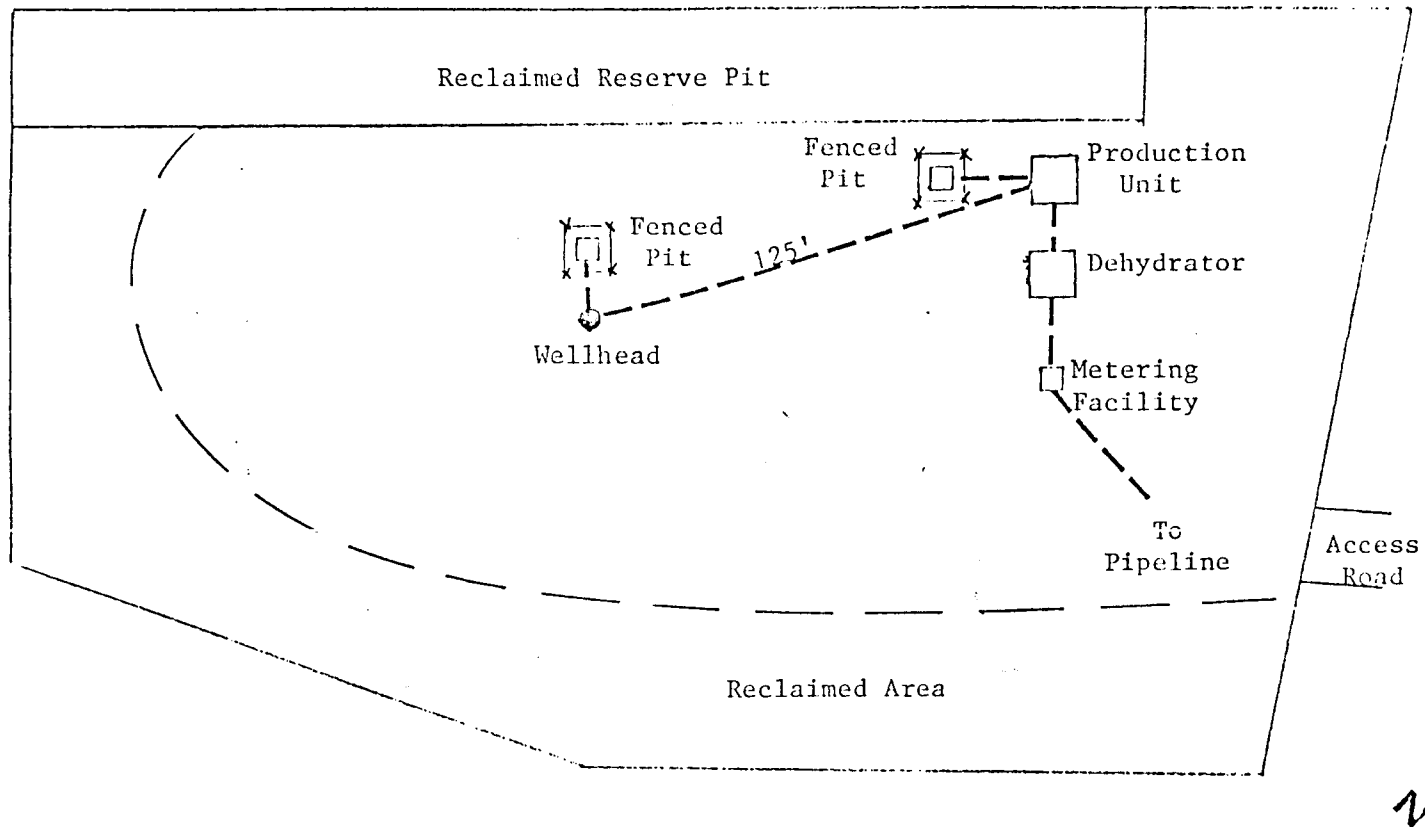 Reclaimed Reserve Pit
Fenced
Pit
Production
Unit
Fenced
Pit
125'
Dehydrator
Wellhead
Metering
Facility
To
Pipeline
Access
Road
Reclaimed Area